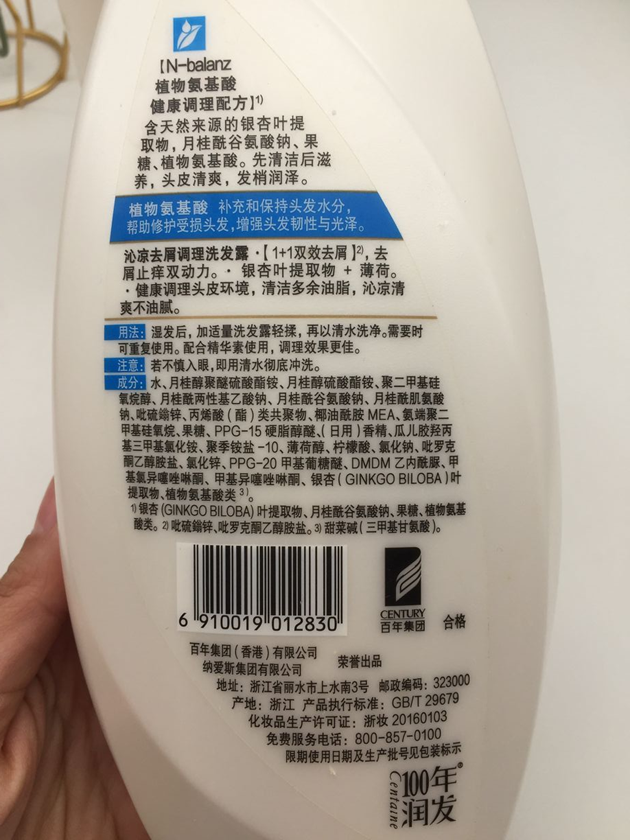 【N-balanz
植物氨基酸
健康调理配方】1)
含天然来源的银杏叶提
取物，月桂酰谷氨酸钠、果
糖、植物氨基酸。先清洁后滋
养，头皮清爽，发梢润泽。
植物氨基酸 补充和保持头发水分，
帮助修护受损头发,增强头发韧性与光泽。
沁凉去屑调理洗发露·【1+1双效去屑】2)，去
屑止痒双动力。· 银杏叶提取物 + 薄荷。
·健康调理头皮环境，清洁多余油脂，沁凉清
爽不油腻。
用法：湿发后，加适量洗发露轻揉，再以清水洗净。需要时
可重复使用。配合精华素使用，调理效果更佳。
注意：若不慎入眼，即用清水彻底冲洗。
成分：水、月桂醇聚醚硫酸酯铵、月桂醇硫酸酯铵、聚二甲基硅
氧烷醇、月桂酰两性基乙酸钠、月桂酰谷氨酸钠、月桂酰肌氨酸
钠、吡硫鎓锌、丙烯酸（酯）类共聚物、椰油酰胺 MEA、氨端聚二
甲基硅氧烷、果糖、PPG-15 硬脂醇醚、（日用）香精、瓜儿胶羟丙
基三甲基氯化铵、聚季铵盐-10、薄荷醇、柠檬酸、氯化钠、吡罗克
酮乙醇胺盐、氯化锌、PPG-20 甲基葡糖醚、DMDM 乙内酰脲、甲
基氯异噻唑啉酮、甲基异噻唑啉酮、银杏（GINKGO BILOBA）叶
提取物、植物氨基酸类3)。
1) 银杏(GINKGO BILOBA)叶提取物、月桂酰谷氨酸钠、果糖、植物氨基
酸类。2) 吡硫鎓锌、吡罗克酮乙醇胺盐。3) 甜菜碱（三甲基甘氨酸）。
6 910019 012830
CENTURY
百年集团
合格
百年集团（香港）有限公司
纳爱斯集团有限公司
荣誉出品
地址：浙江省丽水市上水南3号 邮政编码：323000
产地：浙江 产品执行标准：GB/T 29679
化妆品生产许可证：浙妆 20160103
免费服务电话：800-857-0100
限期使用日期及生产批号见包装标示
100年®
润发
Centaine